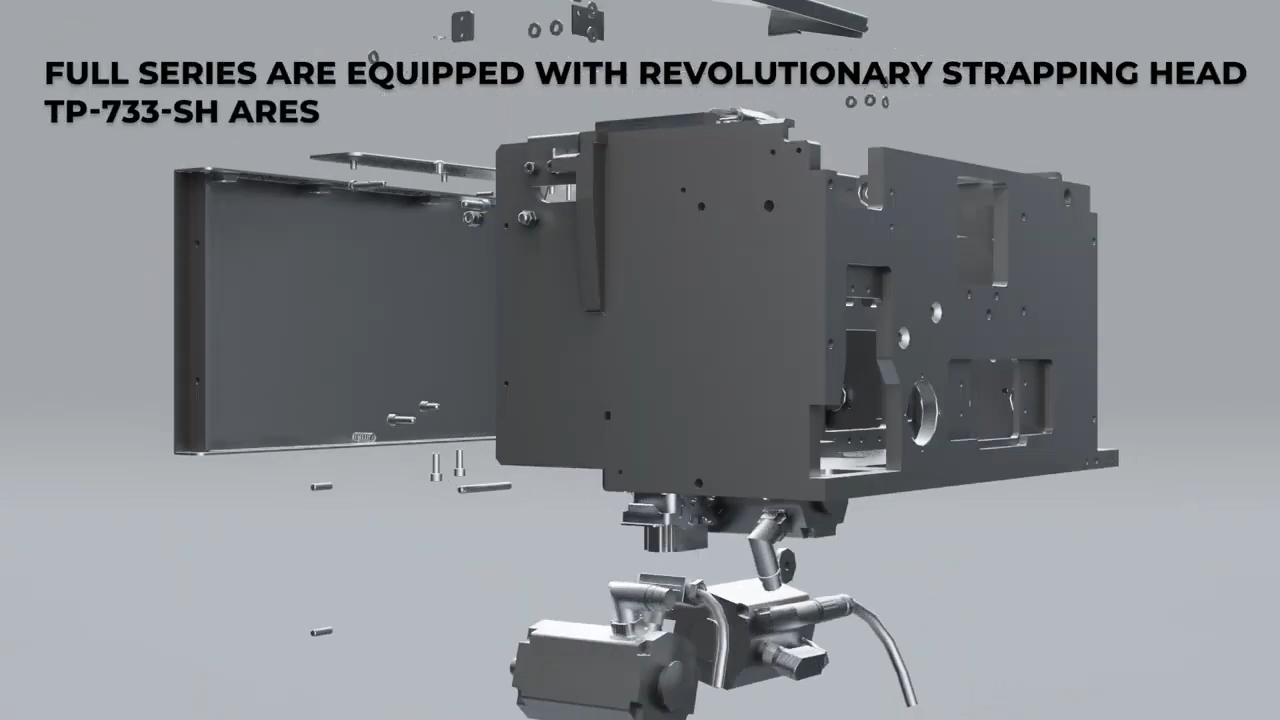 FULL SERIES ARE EQUIPPED WITH REVOLUTIONARY STRAPPING HEAD
TP-733-SH ARES